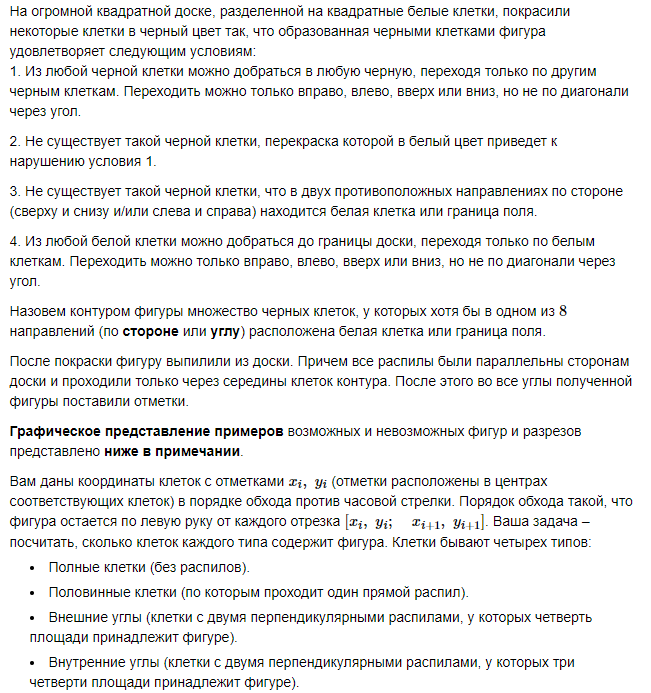 На огромной квадратной доске, разделенной на квадратные белые клетки, покрасили
некоторые клетки в черный цвет так, что образованная черными клетками фигура
удовлетворяет следующим условиям:
1. Из любой черной клетки можно добраться в любую черную, переходя только по другим
черным клеткам. Переходить можно только вправо, влево, вверх или вниз, но не по диагонали
через угол.
2. Не существует такой черной клетки, перекраска которой в белый цвет приведет к
нарушению условия 1.
3. Не существует такой черной клетки, что в двух противоположных направлениях по стороне
(сверху и снизу и/или слева и справа) находится белая клетка или граница поля.
4. Из любой белой клетки можно добраться до границы доски, переходя только по белым
клеткам. Переходить можно только вправо, влево, вверх или вниз, но не по диагонали через
угол.
Назовем контуром фигуры множество черных клеток, у которых хотя бы в одном из 8
направлений (по стороне или углу) расположена белая клетка или граница поля.
После покраски фигуру выпилили из доски. Причем все распилы были параллельны сторонам
доски и проходили только через середины клеток контура. После этого во все углы полученной
фигуры поставили отметки.
Графическое представление примеров возможных и невозможных фигур и разрезов
представлено ниже в примечании.
Вам даны координаты клеток с отметками x_i, y_i (отметки расположены в центрах
соответствующих клеток) в порядке обхода против часовой стрелки. Порядок обхода такой, что
фигура остается по левую руку от каждого отрезка [x_i, y_i; x_{i+1}, y_{i+1}]. Ваша задача –
посчитать, сколько клеток каждого типа содержит фигура. Клетки бывают четырех типов:
• Полные клетки (без распилов).
• Половинные клетки (по которым проходит один прямой распил).
• Внешние углы (клетки с двумя перпендикулярными распилами, у которых четверть
площади принадлежит фигуре).
• Внутренние углы (клетки с двумя перпендикулярными распилами, у которых три
четверти площади принадлежит фигуре).